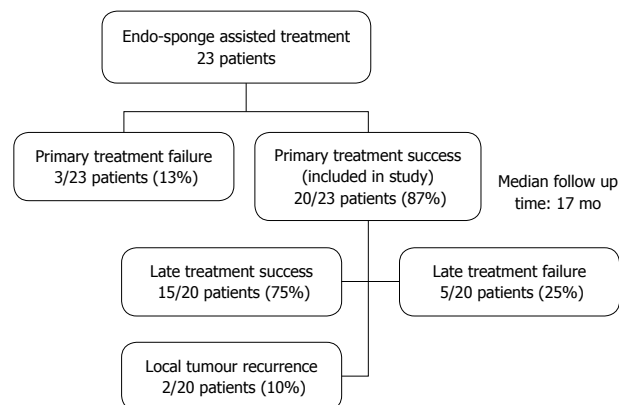 Endo-sponge assisted treatment
23 patients
Primary treatment failure
3/23 patients (13%)
Primary treatment success
(included in study)
20/23 patients (87%)
Median follow up
time: 17 mo
Late treatment success
15/20 patients (75%)
Late treatment failure
5/20 patients (25%)
Local tumour recurrence
2/20 patients (10%)